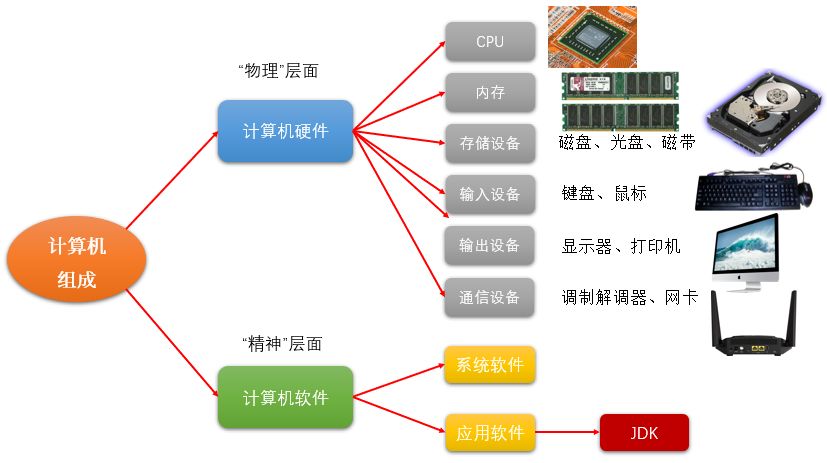 CPU
“物理”层面
内存
计算机硬件
存储设备
磁盘、光盘、磁带
输入设备
键盘、鼠标
计算机
组成
输出设备
显示器、打印机
通信设备
调制解调器、网卡
“精神”层面
系统软件
计算机软件
应用软件
JDK